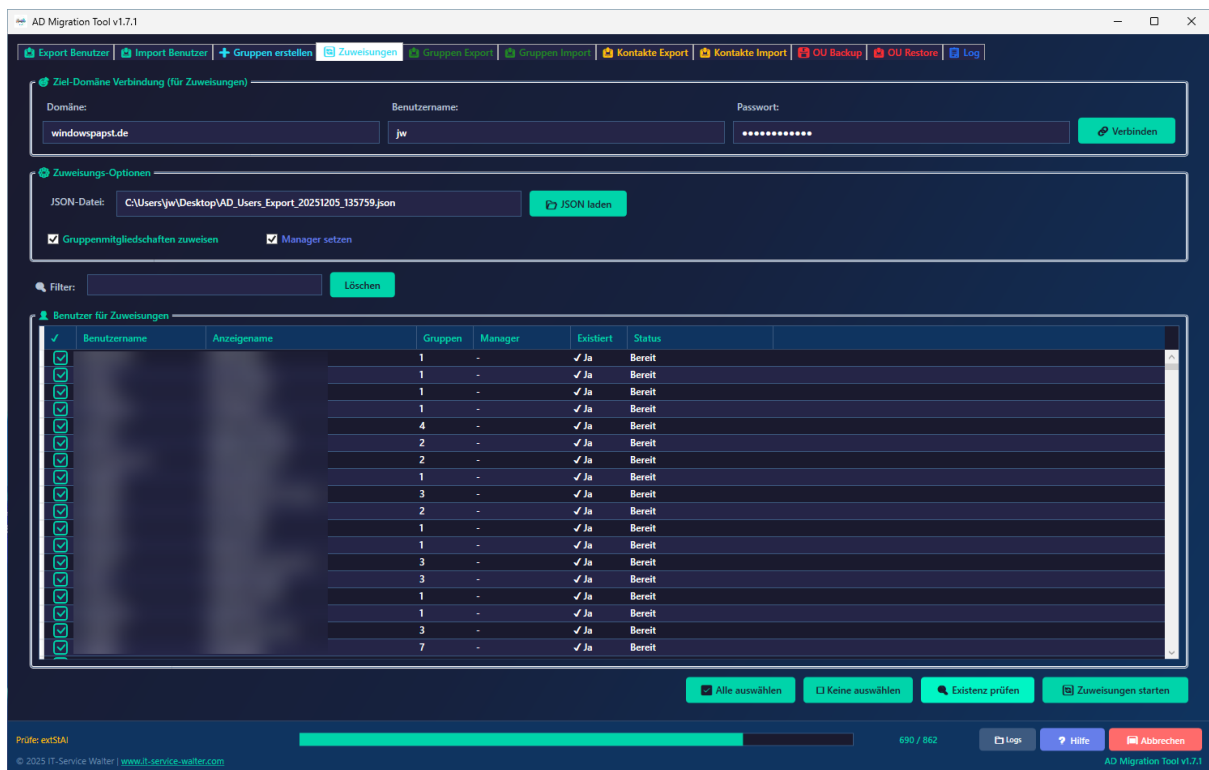 AD Migration Tool v1.7.1
Export Benutzer Import Benutzer Gruppen erstellen Zuweisungen Gruppen Export Gruppen Import Kontakte Export Kontakte Import OU Backup OU Restore Log
Ziel-Domäne Verbindung (für Zuweisungen)
Domäne: Benutzername: Passwort:
windowspapst.de jw ●●●●●●●●●●●● Verbinden
Zuweisungs-Optionen
JSON-Datei: C:\Users\jw\Desktop\AD_Users_Export_20251205_135759.json JSON laden
Gruppenmitgliedschaften zuweisen Manager setzen
Filter: Löschen
Benutzer für Zuweisungen
✓ Benutzername Anzeigename Gruppen Manager Existiert Status
1 - ✓ Ja Bereit
1 - ✓ Ja Bereit
1 - ✓ Ja Bereit
1 - ✓ Ja Bereit
4 - ✓ Ja Bereit
2 - ✓ Ja Bereit
2 - ✓ Ja Bereit
1 - ✓ Ja Bereit
3 - ✓ Ja Bereit
2 - ✓ Ja Bereit
1 - ✓ Ja Bereit
1 - ✓ Ja Bereit
3 - ✓ Ja Bereit
3 - ✓ Ja Bereit
1 - ✓ Ja Bereit
1 - ✓ Ja Bereit
3 - ✓ Ja Bereit
7 - ✓ Ja Bereit
Alle auswählen Keine auswählen Existenz prüfen Zuweisungen starten
Prüfe: extStAl 690 / 862 Logs Hilfe Abbrechen
© 2025 IT-Service Walter | www.it-service-walter.com AD Migration Tool v1.7.1